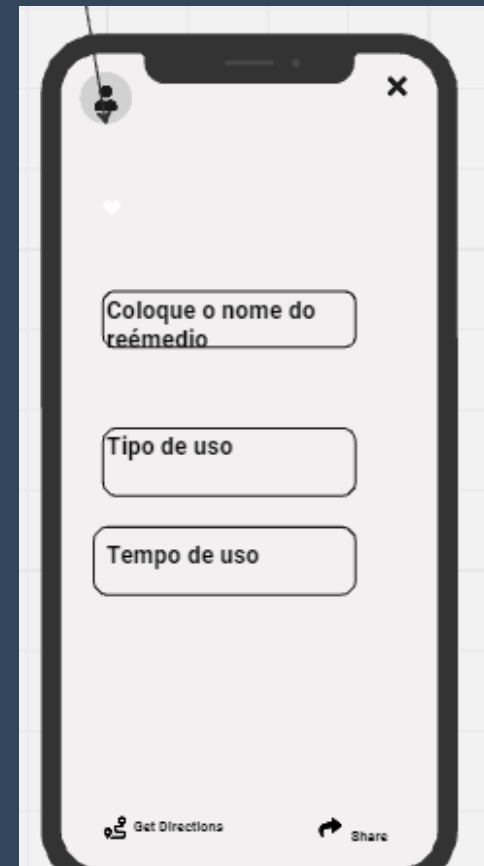 Coloque o nome do
reémedio
Tipo de uso
Tempo de uso
Get Directions
Share